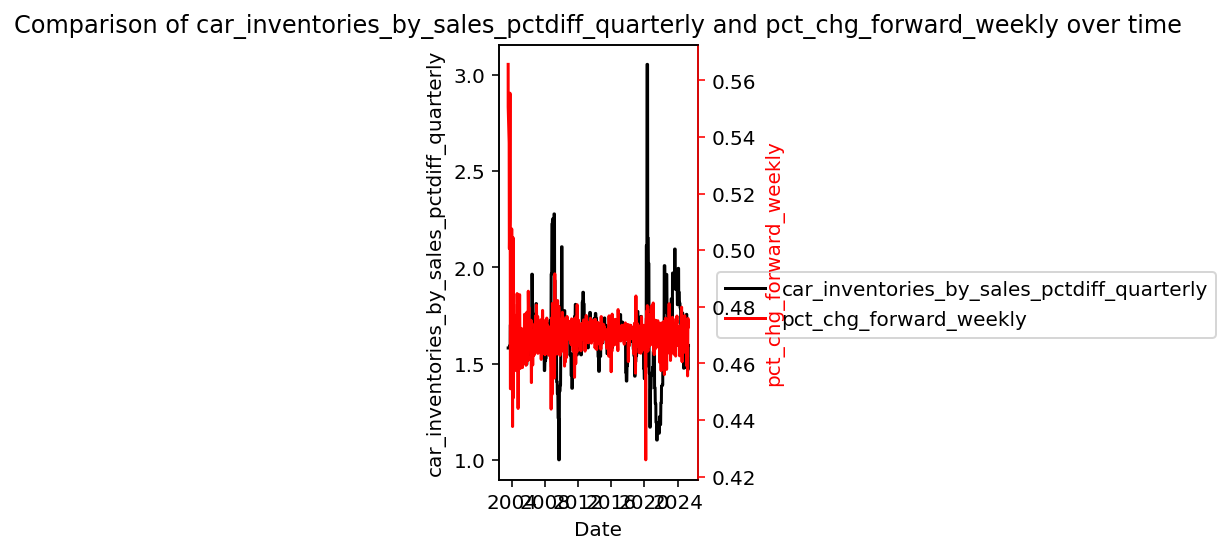 Comparison of car_inventories_by_sales_pctdiff_quarterly and pct_chg_forward_weekly over time
car_inventories_by_sales_pctdiff_quarterly
3.0
2.5
2.0
1.5
1.0
0.56
0.54
0.52
0.50
0.48
0.46
0.44
0.42
pct_chg_forward_weekly
car_inventories_by_sales_pctdiff_quarterly
pct_chg_forward_weekly
2004 2008 2012 2016 2020 2024
Date